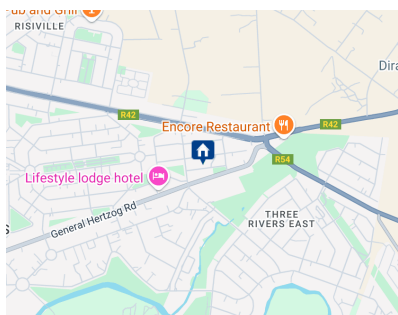 Pub and Grill
RISIVILLE
Dira
R42
Encore Restaurant
R42
R54
Lifestyle lodge hotel
General Hertzog Rd
THREE
RIVERS EAST
S